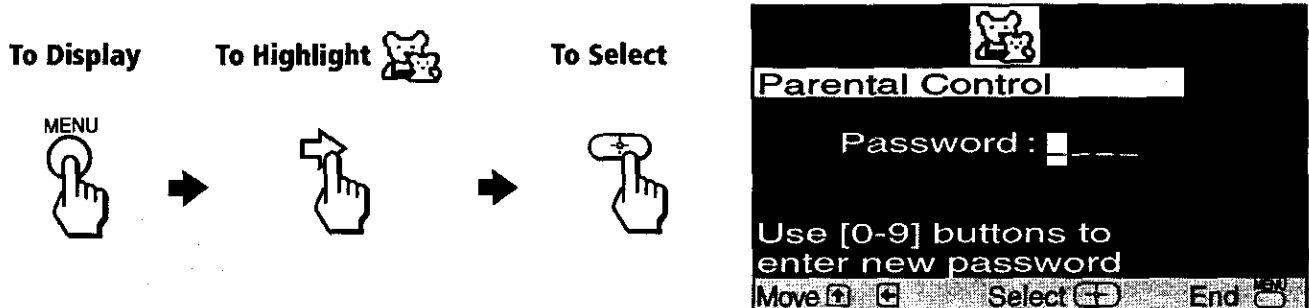 To Display
To Highlight
To Select
MENU
Parental Control
Password :
Use [0-9] buttons to
enter new password
Move Select End MENU